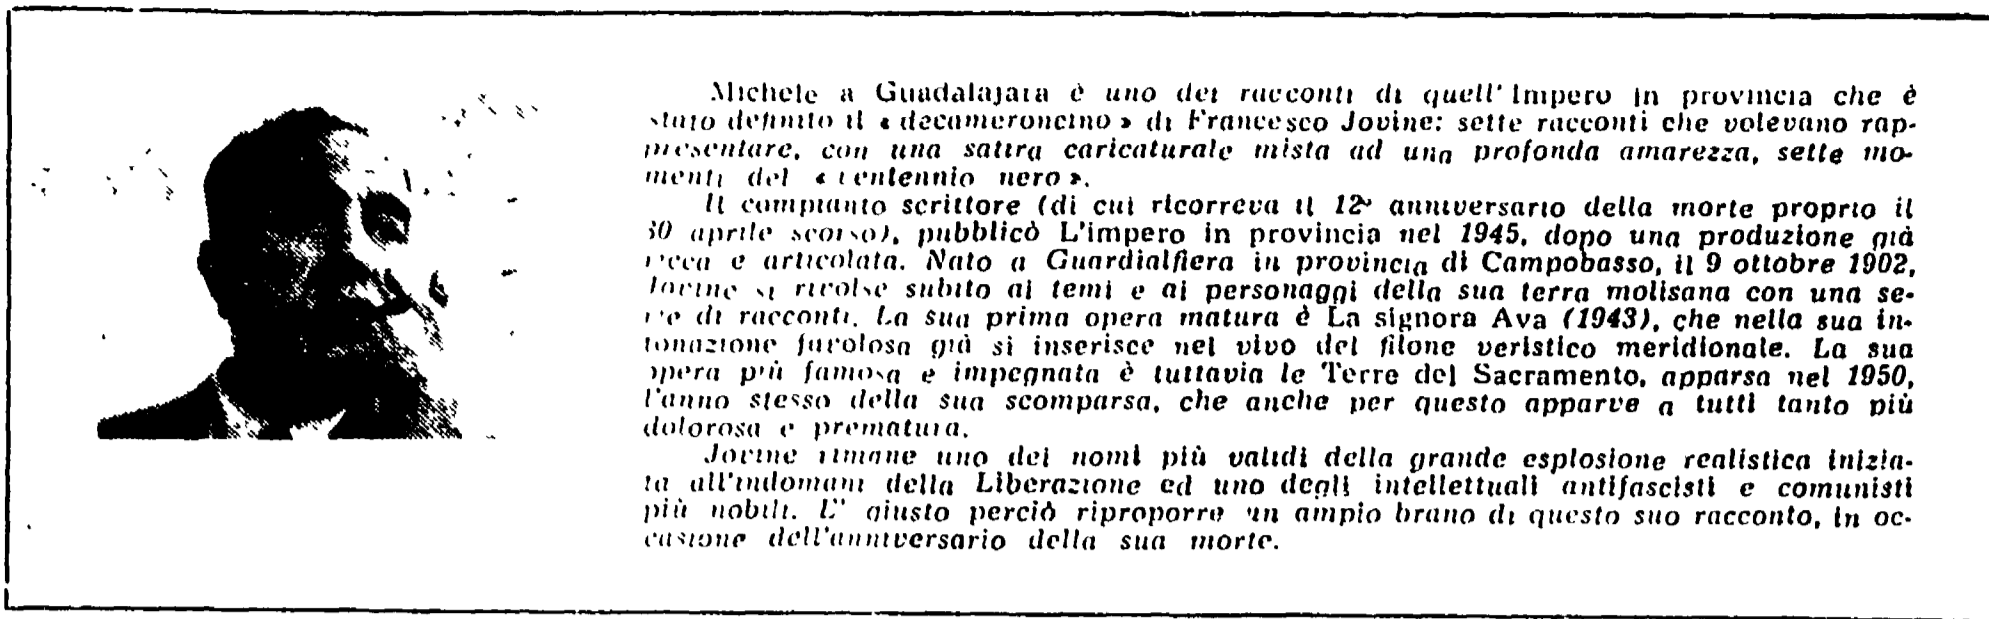 Michele a Guadalajara è uno dei racconti di quell'Impero in provincia che è
stato definito il « decameroncino » di Francesco Jovine: sette racconti che volevano rap-
presentare, con una satira caricaturale mista ad una profonda amarezza, sette mo-
menti del « ventennio nero ».
Il compianto scrittore (di cui ricorreva il 12° anniversario della morte proprio il
30 aprile scorso), pubblicò L'impero in provincia nel 1945, dopo una produzione già
ricca e articolata. Nato a Guardialfiera in provincia di Campobasso, il 9 ottobre 1902,
Jovine si rivolse subito ai temi e ai personaggi della sua terra molisana con una se-
rie di racconti. La sua prima opera matura è La signora Ava (1943), che nella sua in-
tonazione favolosa già si inserisce nel vivo del filone veristico meridionale. La sua
opera più famosa e impegnata è tuttavia le Terre del Sacramento, apparsa nel 1950,
l'anno stesso della sua scomparsa, che anche per questo apparve a tutti tanto più
dolorosa e prematura.
Jovine rimane uno dei nomi più validi della grande esplosione realistica inizia-
ta all'indomani della Liberazione ed uno degli intellettuali antifascisti e comunisti
più nobili. E' giusto perciò riproporre un ampio brano di questo suo racconto, in oc-
casione dell'anniversario della sua morte.